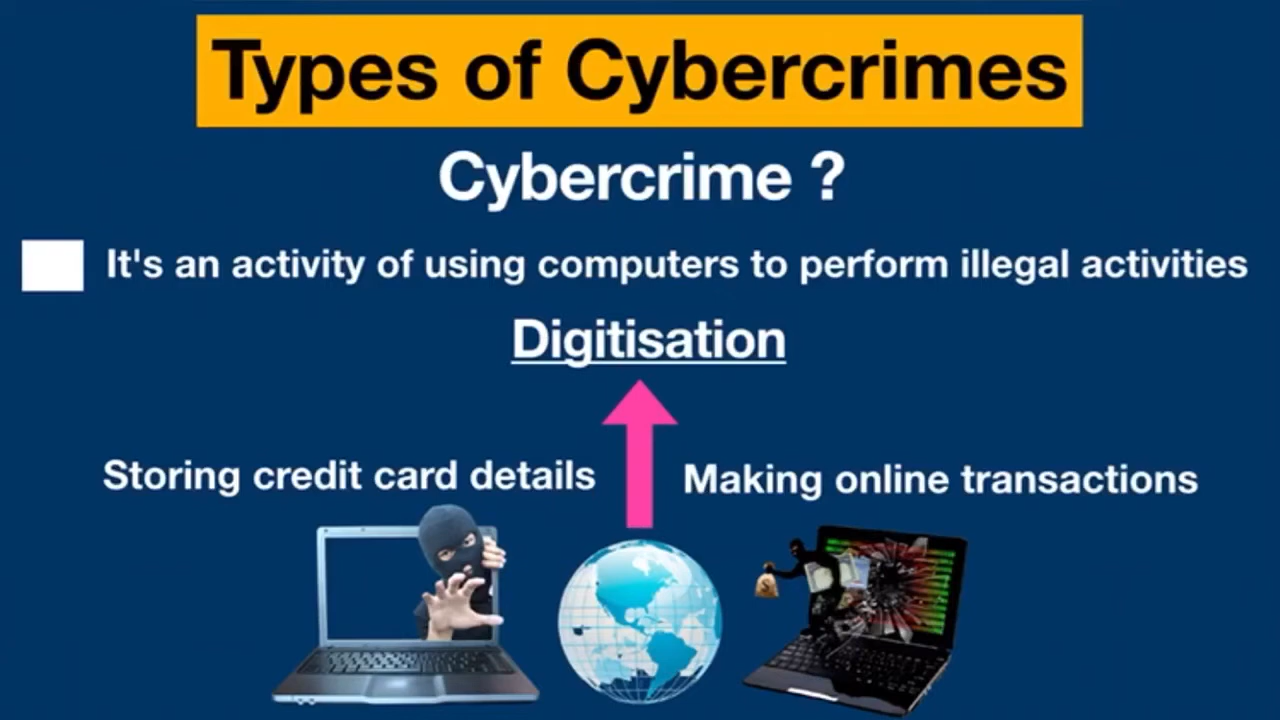 Types of Cybercrimes
Cybercrime ?
It's an activity of using computers to perform illegal activities
Digitisation
Storing credit card details
Making online transactions